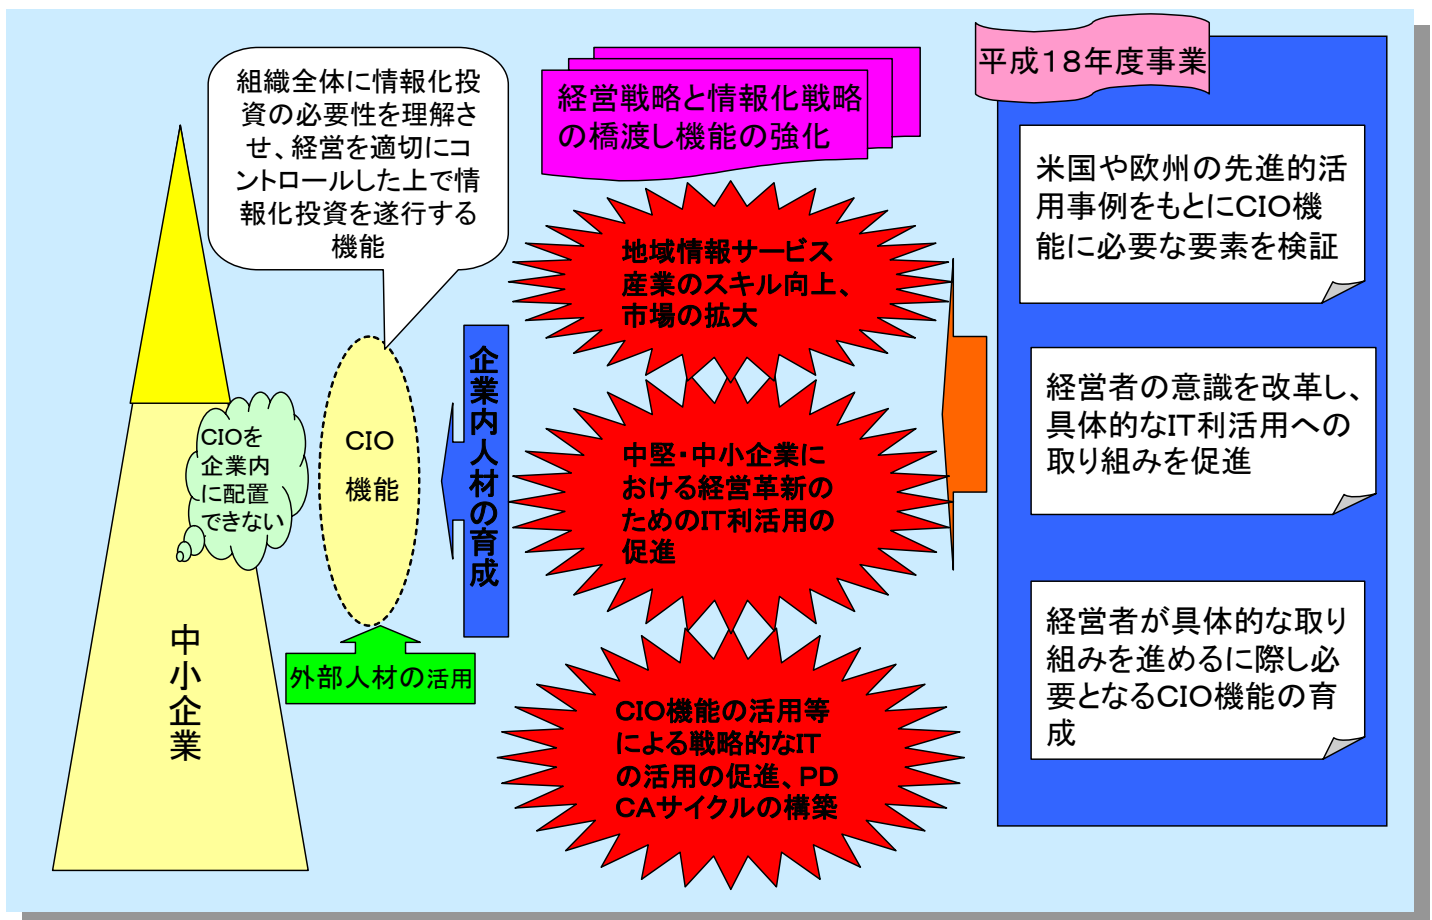 組織全体に情報化投
資の必要性を理解さ
せ、経営を適切にコ
ントロールした上で情
報化投資を遂行する
機能
経営戦略と情報化戦略
の橋渡し機能の強化
平成18年度事業
米国や欧州の先進的活
用事例をもとにCIO機
能に必要な要素を検証
経営者の意識を改革し、
具体的なIT利活用への
取り組みを促進
経営者が具体的な取り
組みを進めるに際し必
要となるCIO機能の育
成
地域情報サービス
産業のスキル向上、
市場の拡大
中堅・中小企業に
おける経営革新の
ためのIT利活用の
促進
CIO機能の活用等
による戦略的なIT
の活用の促進、PD
CAサイクルの構築
企業内人材の育成
CIO
機能
CIOを
企業内
に配置
できない
外部人材の活用
中小企業